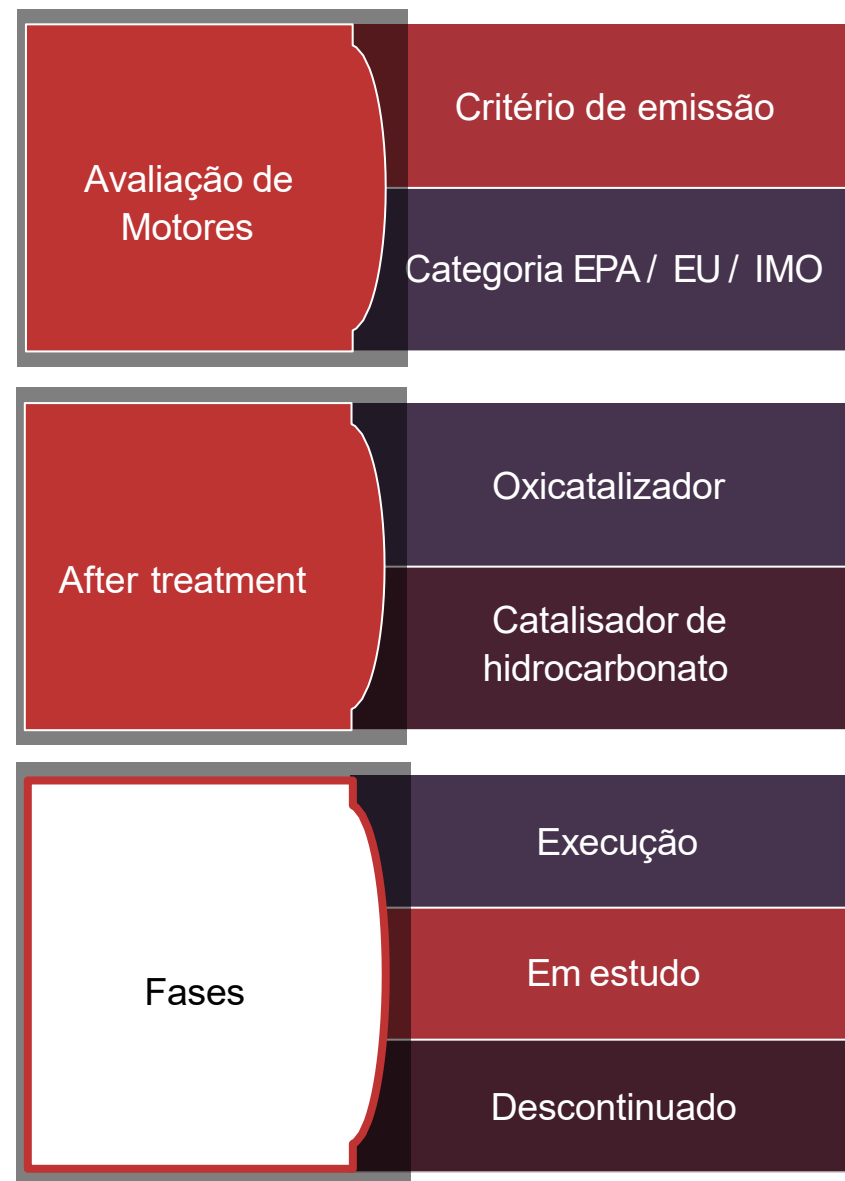 Avaliação de
Motores
Critério de emissão
Categoria EPA / EU / IMO
After treatment
Oxicatalizador
Catalisador de
hidrocarbonato
Fases
Execução
Em estudo
Descontinuado